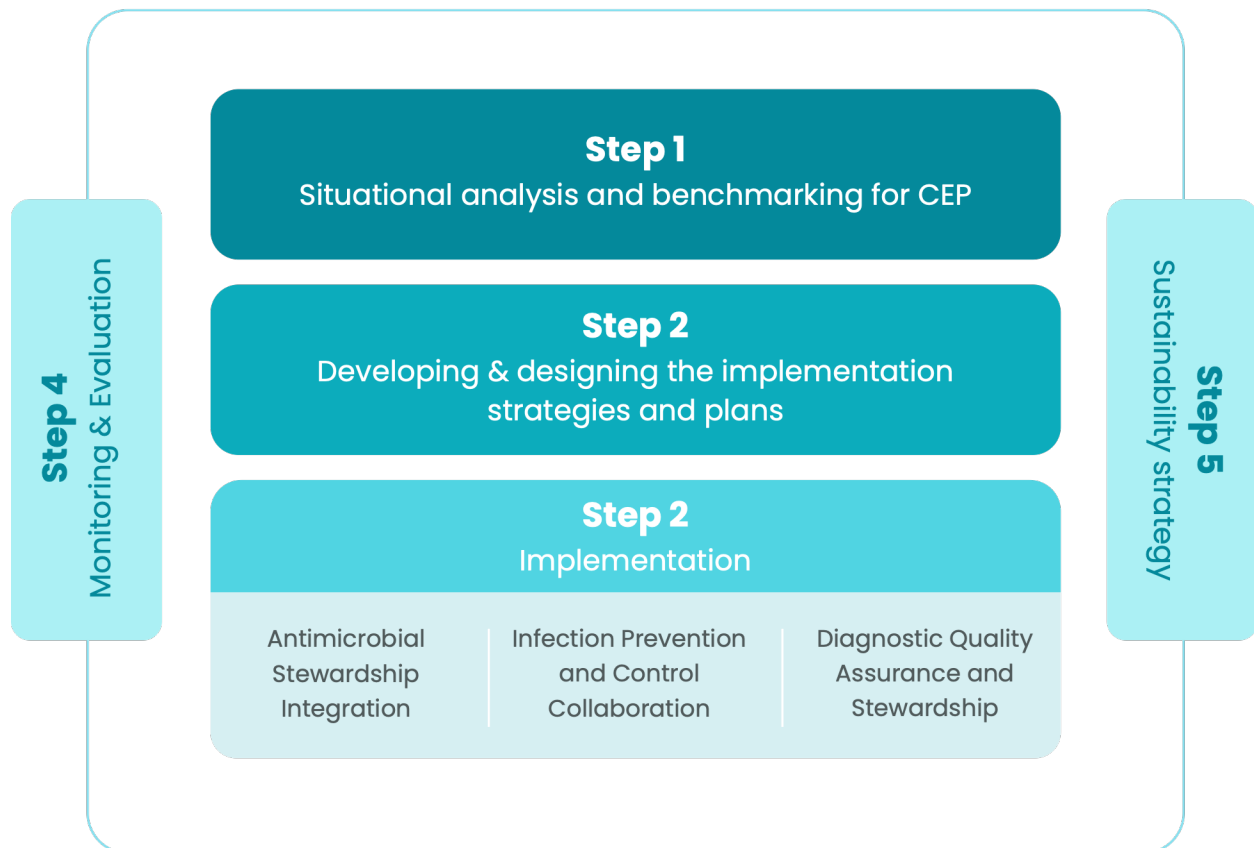 Step 1
Situational analysis and benchmarking for CEP
Step 2
Developing & designing the implementation
strategies and plans
Step 2
Implementation
Antimicrobial
Stewardship
Integration
Infection Prevention
and Control
Collaboration
Diagnostic Quality
Assurance and
Stewardship
Step 4
Monitoring & Evaluation
Step 5
Sustainability strategy